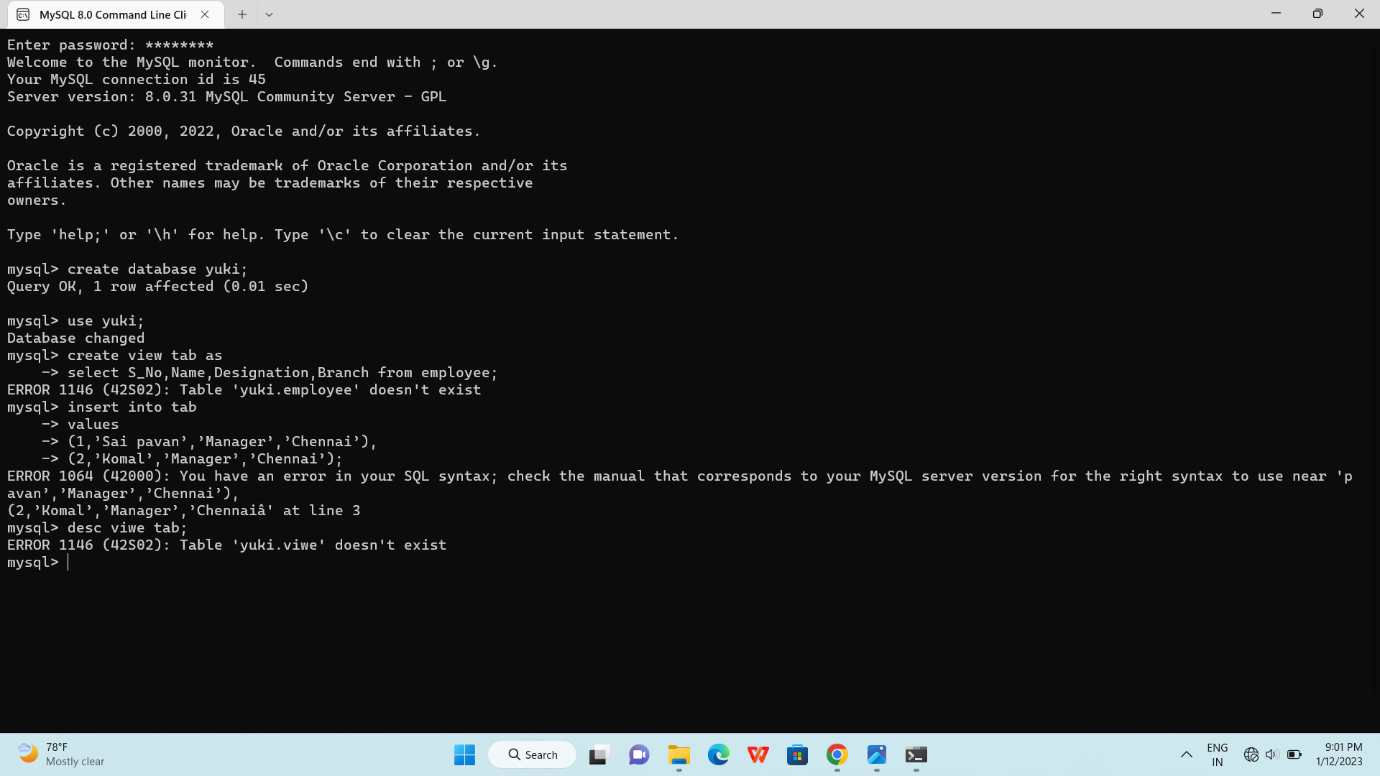 MySQL 8.0 Command Line Cli
Enter password: ********
Welcome to the MySQL monitor.  Commands end with ; or \g.
Your MySQL connection id is 45
Server version: 8.0.31 MySQL Community Server - GPL
Copyright (c) 2000, 2022, Oracle and/or its affiliates.
Oracle is a registered trademark of Oracle Corporation and/or its
affiliates. Other names may be trademarks of their respective
owners.
Type 'help;' or '\h' for help. Type '\c' to clear the current input statement.
mysql> create database yuki;
Query OK, 1 row affected (0.01 sec)
mysql> use yuki;
Database changed
mysql> create view tab as
    -> select S_No,Name,Designation,Branch from employee;
ERROR 1146 (42S02): Table 'yuki.employee' doesn't exist
mysql> insert into tab
    -> values
    -> (1,’Sai pavan’,’Manager’,’Chennai’),
    -> (2,’Komal’,’Manager’,’Chennai’);
ERROR 1064 (42000): You have an error in your SQL syntax; check the manual that corresponds to your MySQL server version for the right syntax to use near 'p
avan’,’Manager’,’Chennai’),
(2,’Komal’,’Manager’,’Chennaiâ' at line 3
mysql> desc viwe tab;
ERROR 1146 (42S02): Table 'yuki.viwe' doesn't exist
mysql>
78°F
Mostly clear
Search
ENG
IN
9:01 PM
1/12/2023